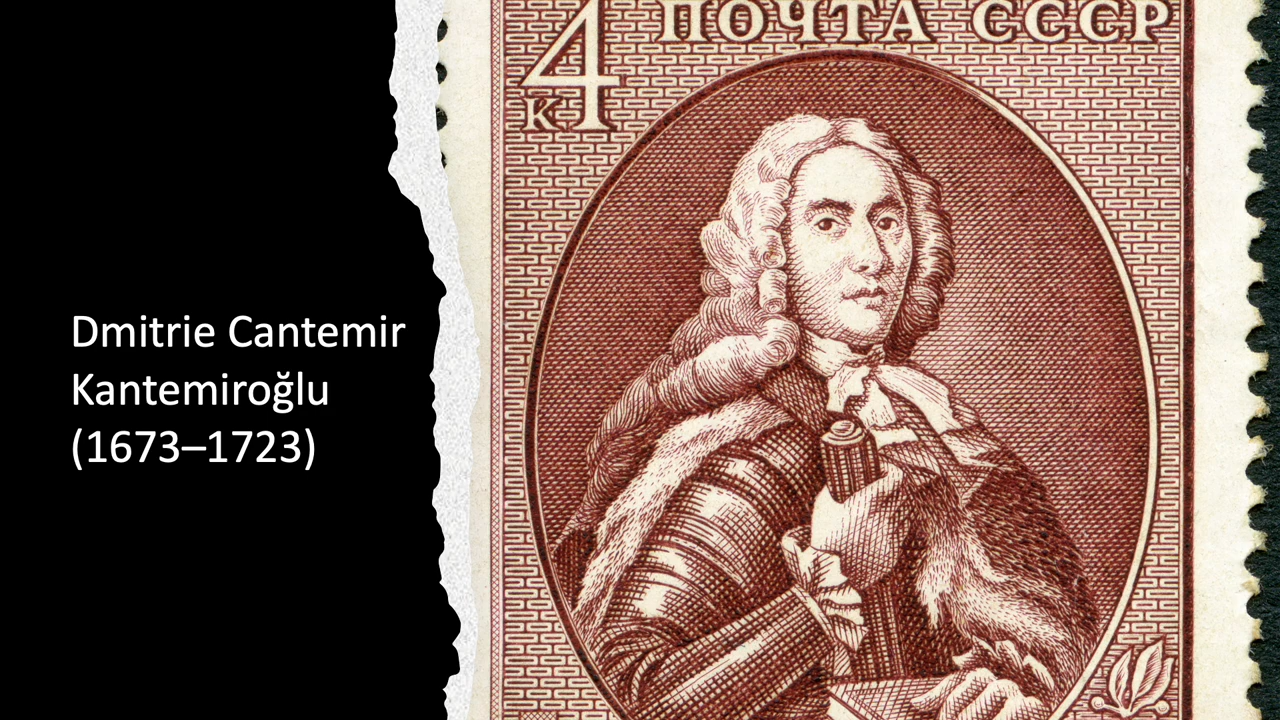 Dmitrie Cantemir
Kantemiroğlu
(1673–1723)
ПОЧТА СССР
4
К